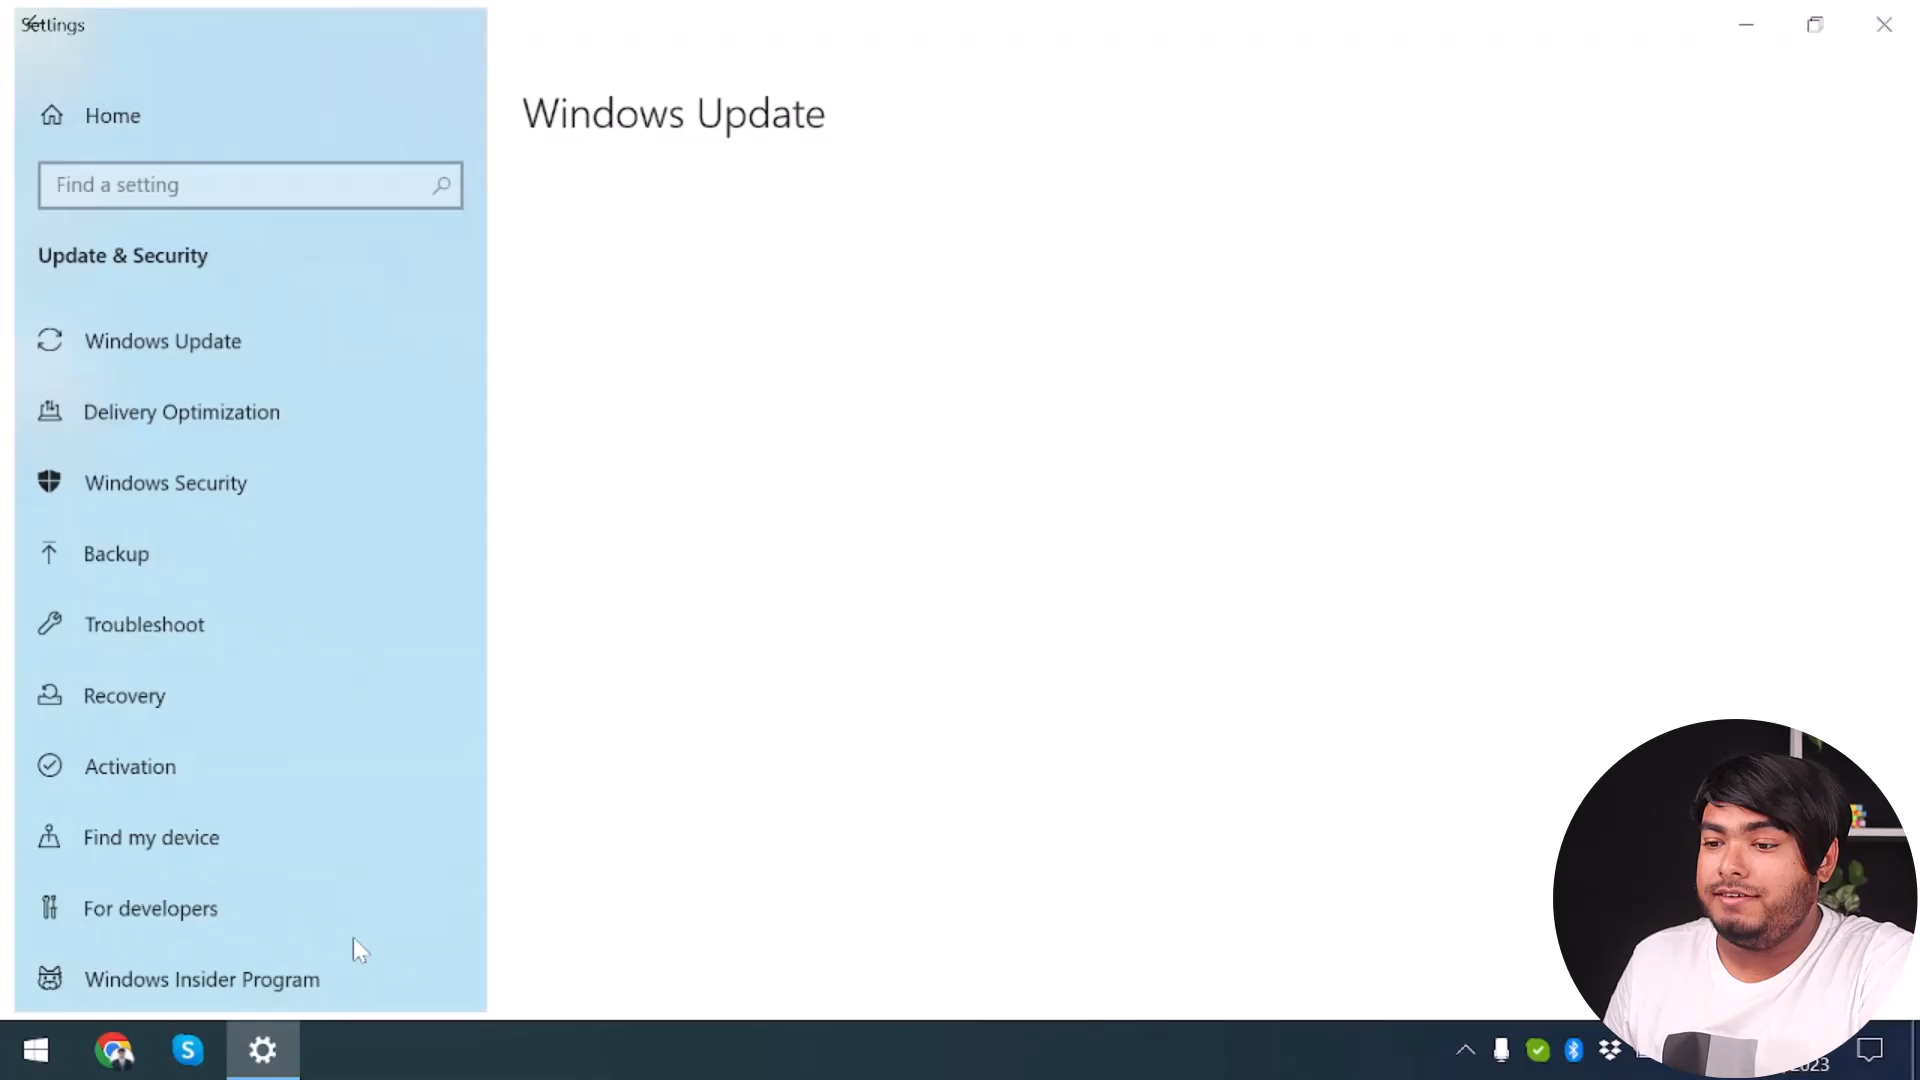 Settings
Home
Find a setting
Update & Security
Windows Update
Delivery Optimization
Windows Security
Backup
Troubleshoot
Recovery
Activation
Find my device
For developers
Windows Insider Program
Windows Update
S
2023